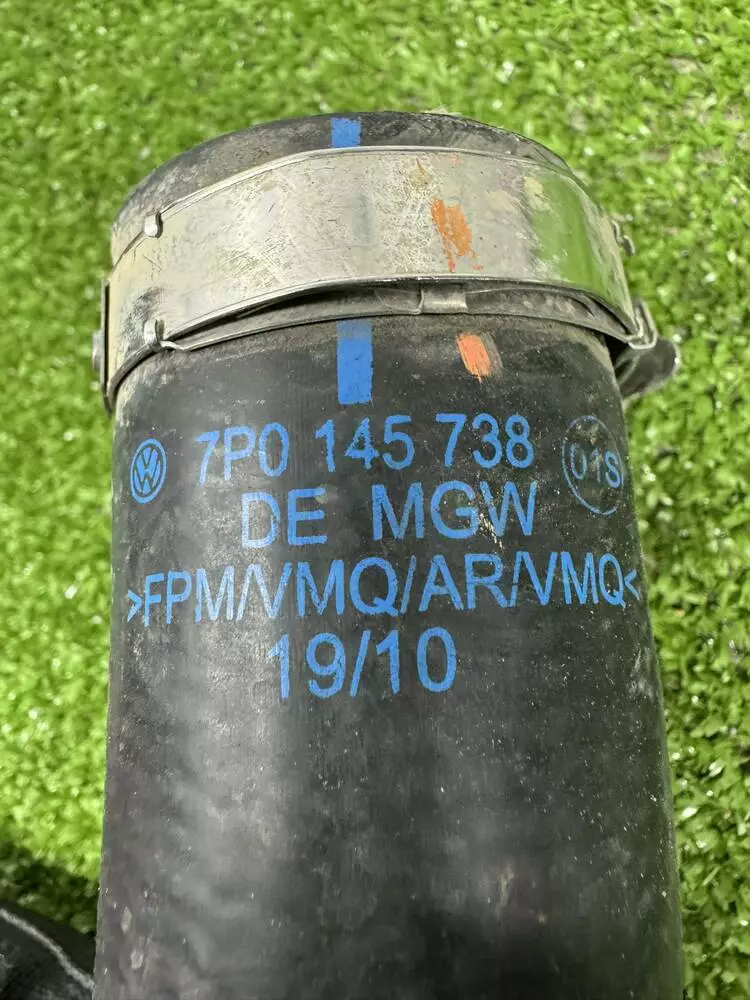 7P0 145 738 01S
DE MGW
>FPM/VMQ/AR/VMQ<
19/10